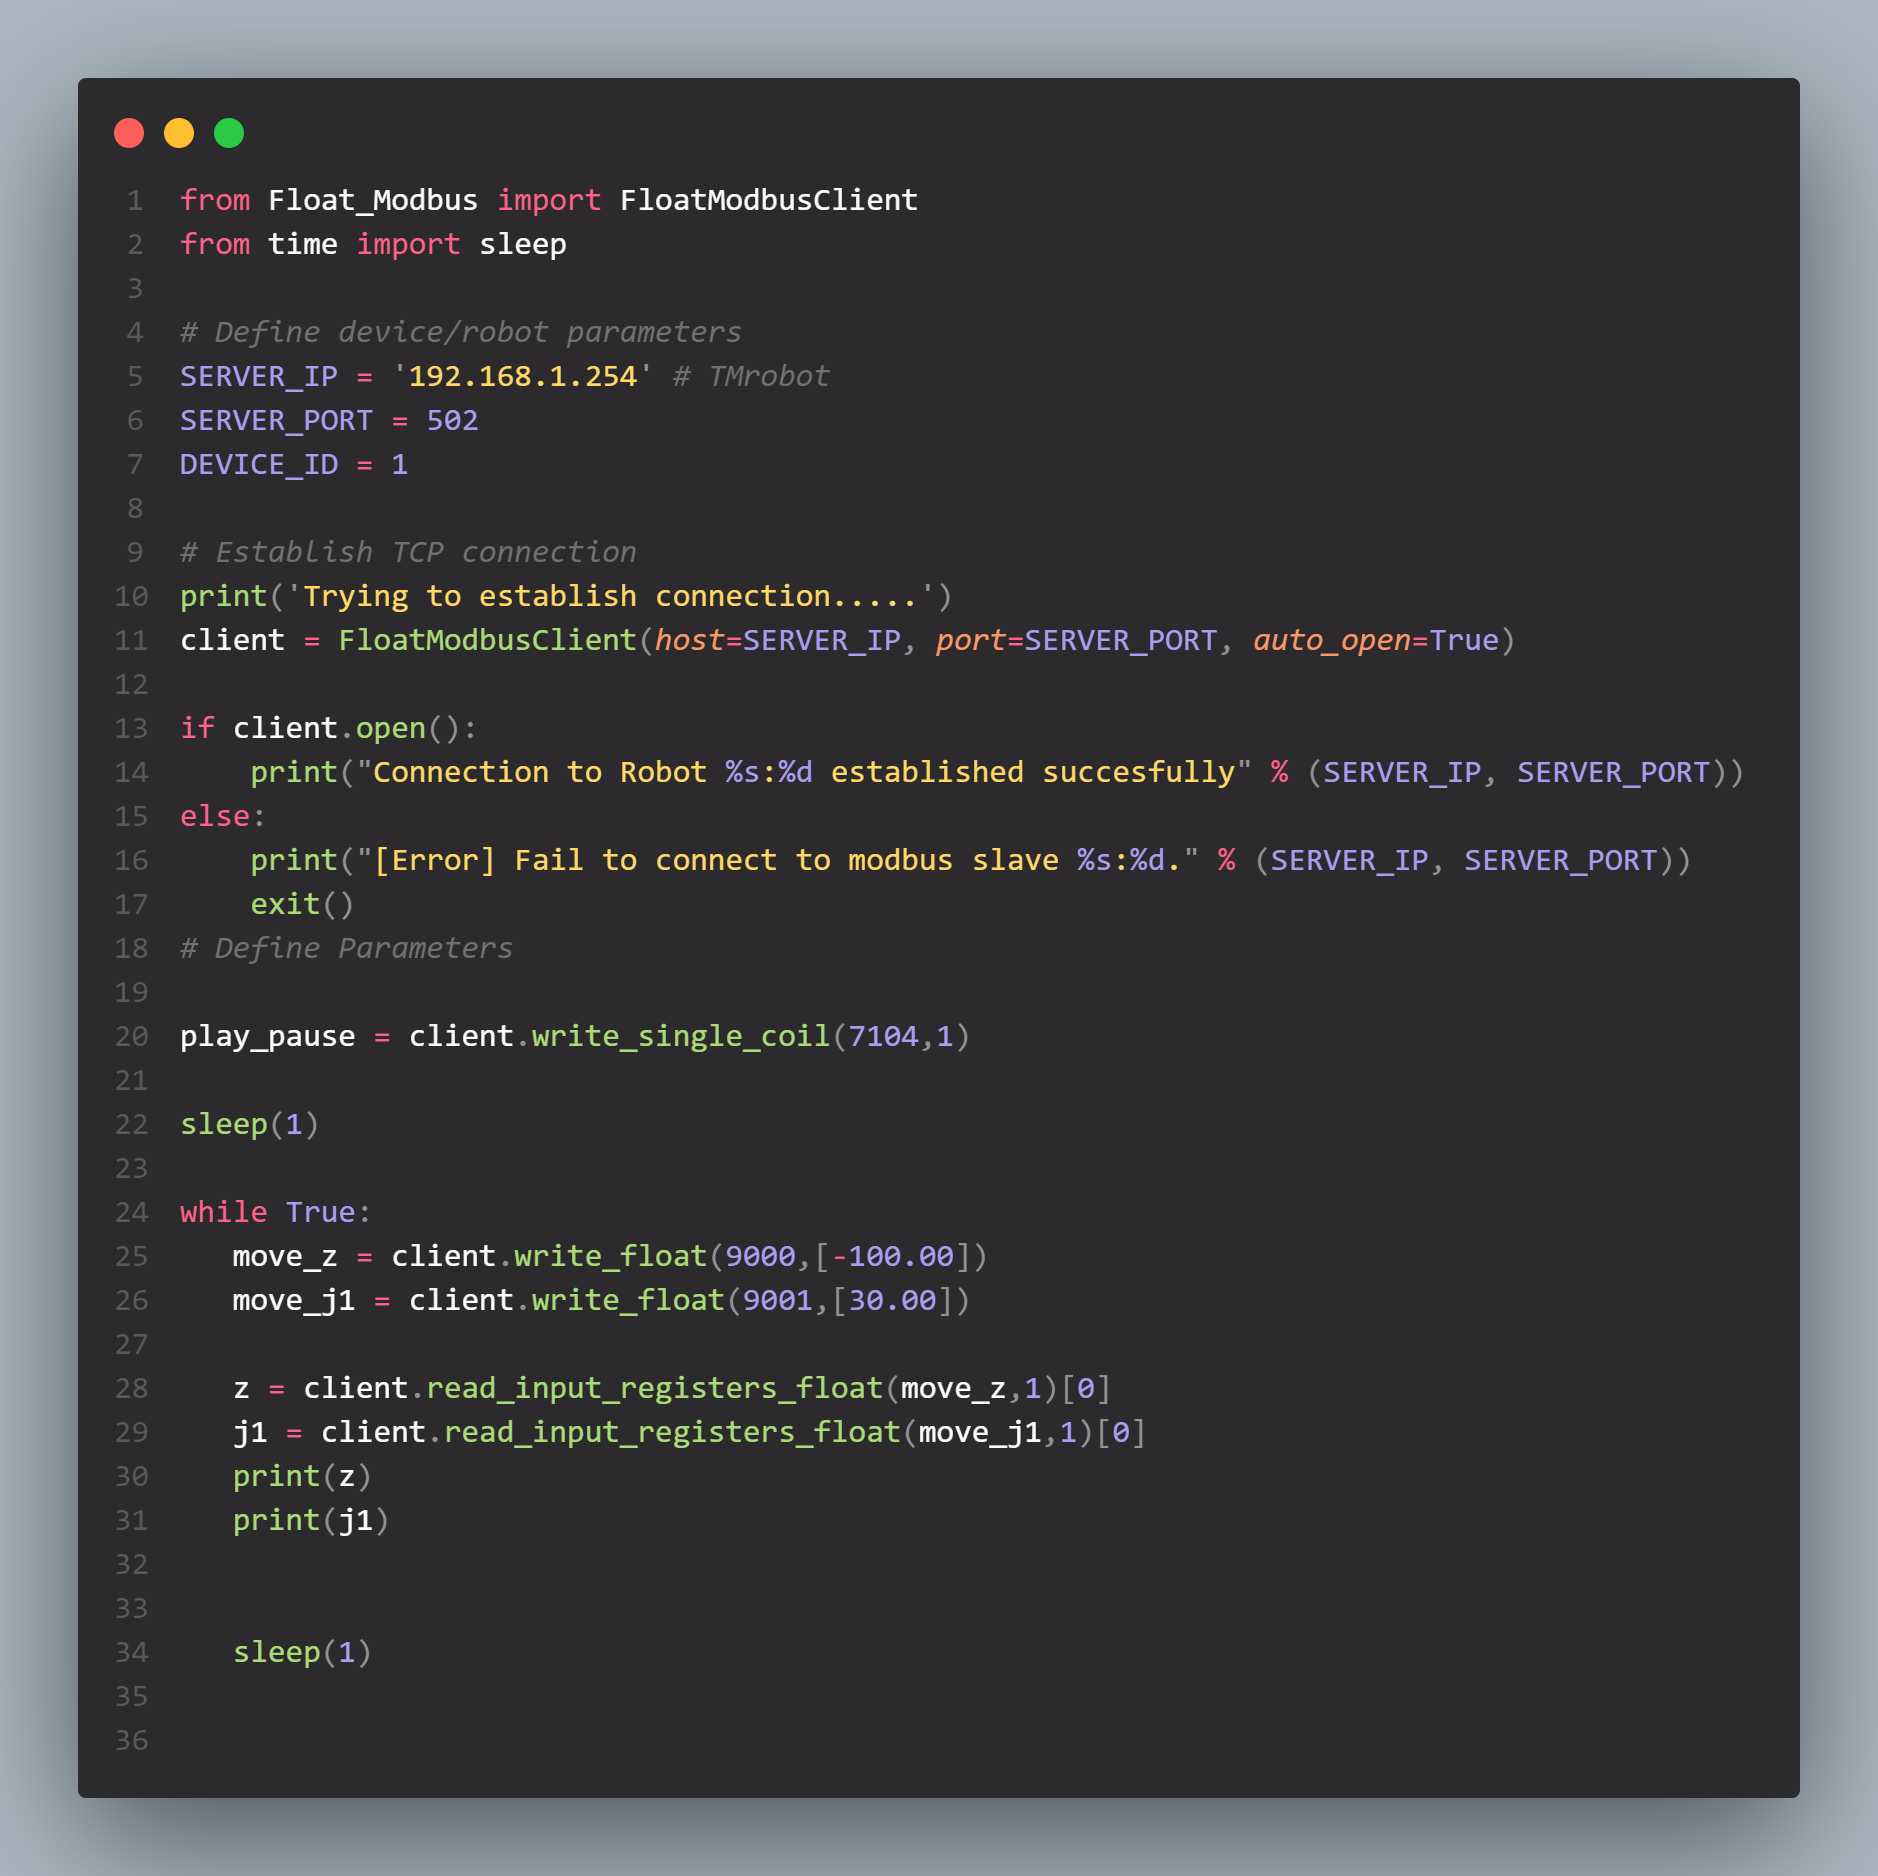 1 from Float_Modbus import FloatModbusClient
2 from time import sleep
3
4 # Define device/robot parameters
5 SERVER_IP = '192.168.1.254' # TMrobot
6 SERVER_PORT = 502
7 DEVICE_ID = 1
8
9 # Establish TCP connection
10 print('Trying to establish connection.....')
11 client = FloatModbusClient(host=SERVER_IP, port=SERVER_PORT, auto_open=True)
12
13 if client.open():
14     print("Connection to Robot %s:%d established succesfully" % (SERVER_IP, SERVER_PORT))
15 else:
16     print("[Error] Fail to connect to modbus slave %s:%d." % (SERVER_IP, SERVER_PORT))
17     exit()
18 # Define Parameters
19
20 play_pause = client.write_single_coil(7104,1)
21
22 sleep(1)
23
24 while True:
25    move_z = client.write_float(9000,[-100.00])
26    move_j1 = client.write_float(9001,[30.00])
27
28    z = client.read_input_registers_float(move_z,1)[0]
29    j1 = client.read_input_registers_float(move_j1,1)[0]
30    print(z)
31    print(j1)
32
33
34    sleep(1)
35
36